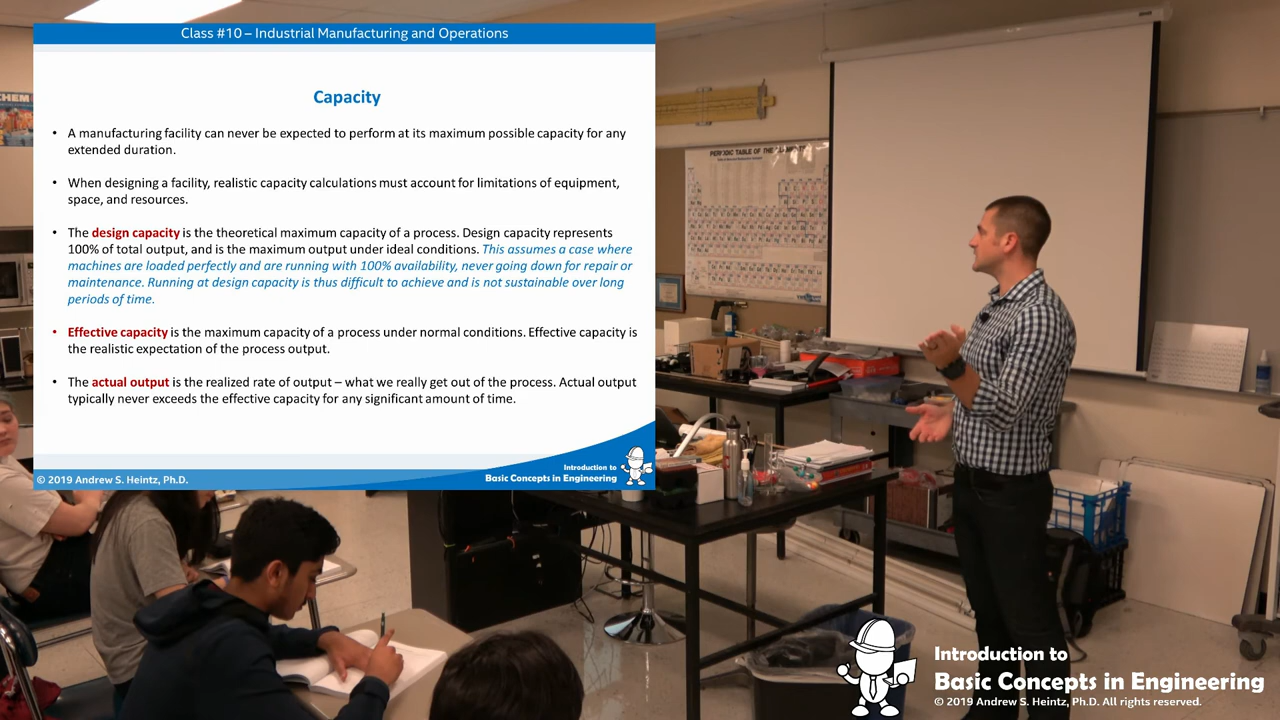 Class #10 – Industrial Manufacturing and Operations
Capacity
• A manufacturing facility can never be expected to perform at its maximum possible capacity for any
extended duration.
• When designing a facility, realistic capacity calculations must account for limitations of equipment,
space, and resources.
• The design capacity is the theoretical maximum capacity of a process. Design capacity represents
100% of total output, and is the maximum output under ideal conditions. This assumes a case where
machines are loaded perfectly and are running with 100% availability, never going down for repair or
maintenance. Running at design capacity is thus difficult to achieve and is not sustainable over long
periods of time.
• Effective capacity is the maximum capacity of a process under normal conditions. Effective capacity is
the realistic expectation of the process output.
• The actual output is the realized rate of output – what we really get out of the process. Actual output
typically never exceeds the effective capacity for any significant amount of time.
© 2019 Andrew S. Heintz, Ph.D.
Introduction to
Basic Concepts in Engineering
CHEM
PERIODIC TABLE OF THE
Introduction to
Basic Concepts in Engineering
© 2019 Andrew S. Heintz, Ph.D. All rights reserved.